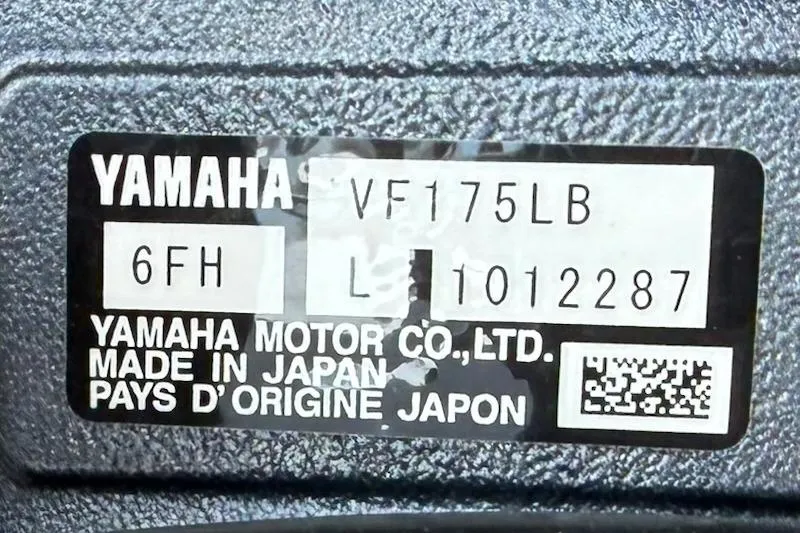 YAMAHA
VF175LB
6FH
L 1012287
YAMAHA MOTOR CO.,LTD.
MADE IN JAPAN
PAYS D'ORIGINE JAPON